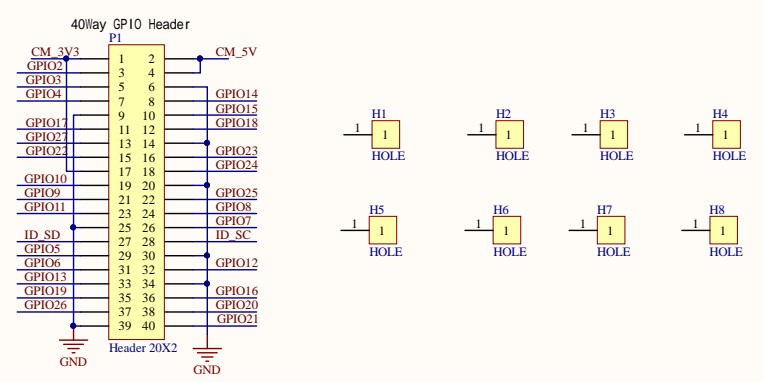 40Way GPIO Header
P1
CM_3V3 1 2 CM_5V
GPIO2 3 4
GPIO3 5 6
GPIO4 7 8 GPIO14
9 10 GPIO15
GPIO17 11 12 GPIO18
GPIO27 13 14
GPIO22 15 16 GPIO23
17 18 GPIO24
GPIO10 19 20
GPIO9 21 22 GPIO25
GPIO11 23 24 GPIO8
25 26 GPIO7
ID_SD 27 28 ID_SC
GPIO5 29 30
GPIO6 31 32 GPIO12
GPIO13 33 34
GPIO19 35 36 GPIO16
GPIO26 37 38 GPIO20
39 40 GPIO21
Header 20X2
GND
GND
H1 H2 H3 H4
1 1 1 1 1 1 1 1
HOLE HOLE HOLE HOLE
H5 H6 H7 H8
1 1 1 1 1 1 1 1
HOLE HOLE HOLE HOLE